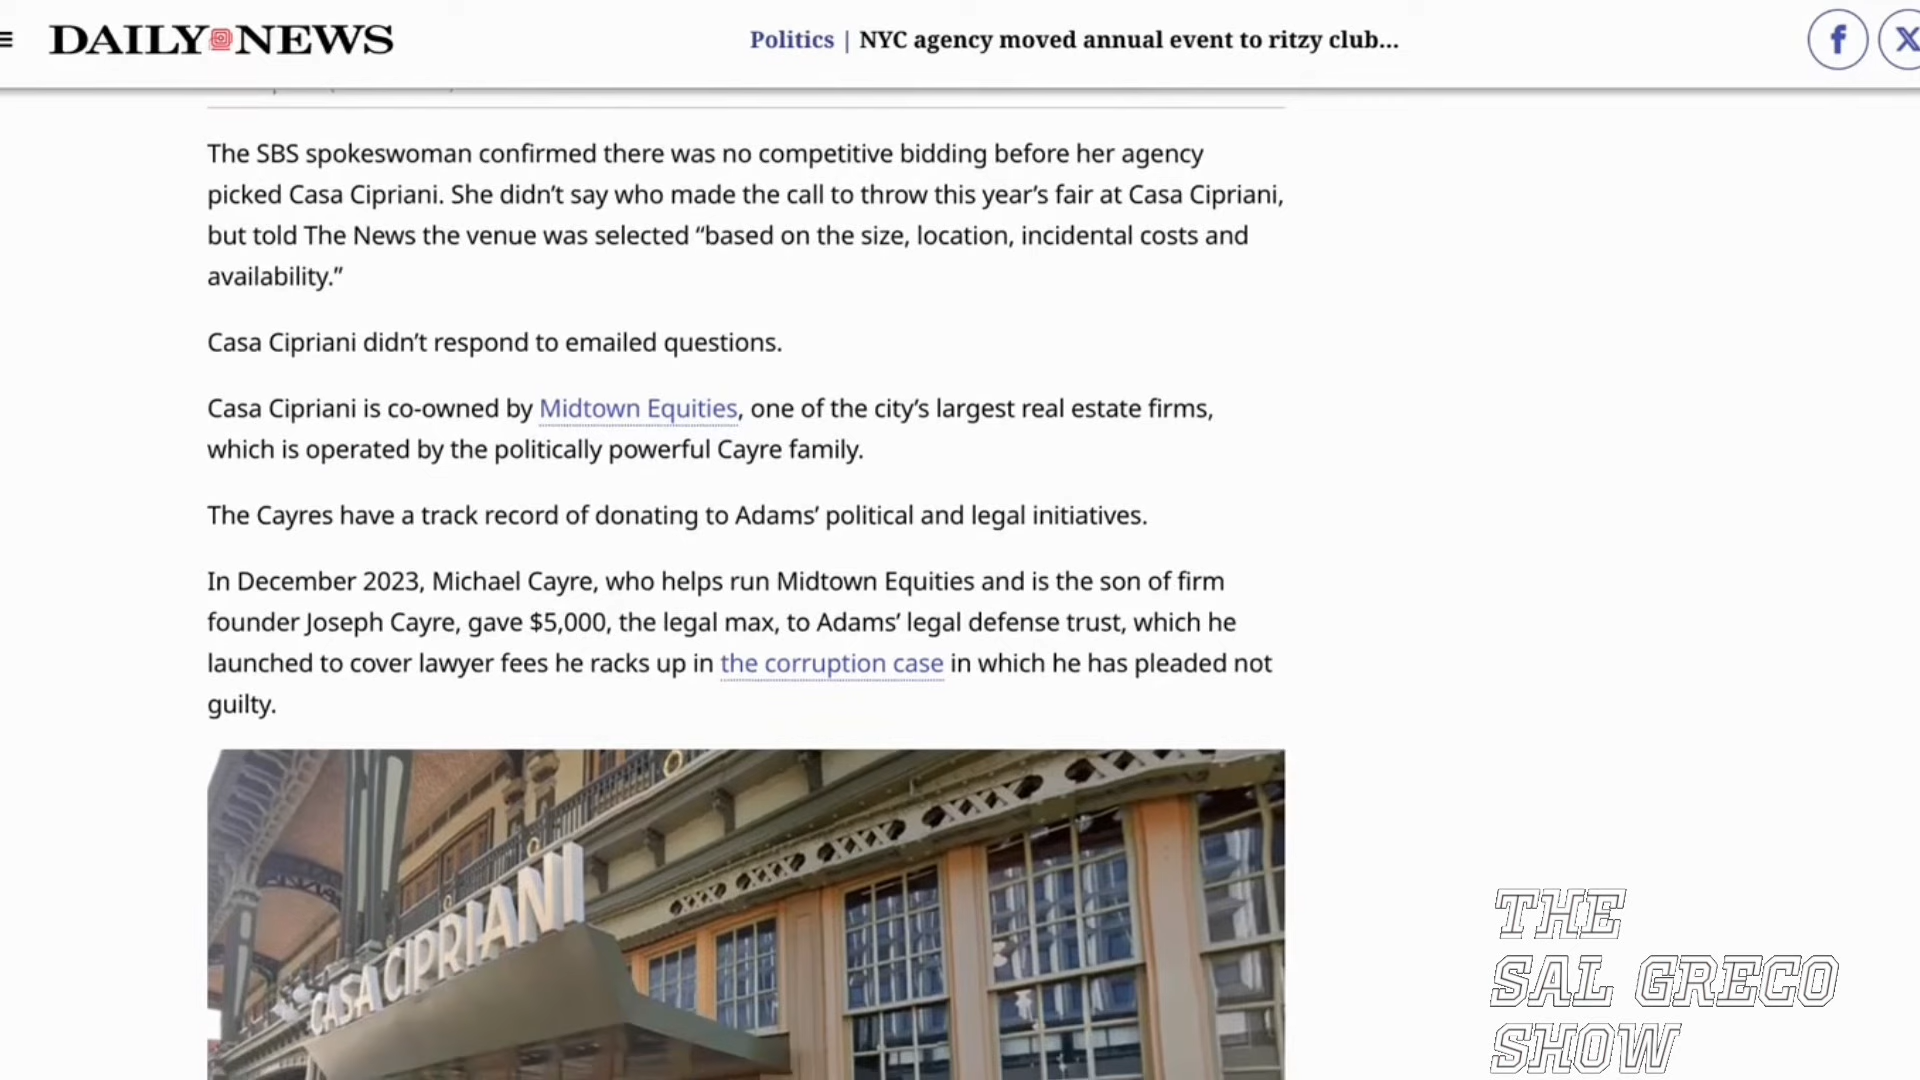 DAILY NEWS
Politics | NYC agency moved annual event to ritzy club...
The SBS spokeswoman confirmed there was no competitive bidding before her agency
picked Casa Cipriani. She didn’t say who made the call to throw this year’s fair at Casa Cipriani,
but told The News the venue was selected “based on the size, location, incidental costs and
availability.”
Casa Cipriani didn’t respond to emailed questions.
Casa Cipriani is co-owned by Midtown Equities, one of the city’s largest real estate firms,
which is operated by the politically powerful Cayre family.
The Cayres have a track record of donating to Adams’ political and legal initiatives.
In December 2023, Michael Cayre, who helps run Midtown Equities and is the son of firm
founder Joseph Cayre, gave $5,000, the legal max, to Adams’ legal defense trust, which he
launched to cover lawyer fees he racks up in the corruption case in which he has pleaded not
guilty.
CASA CIPRIANI
THE
SAL GRECO
SHOW